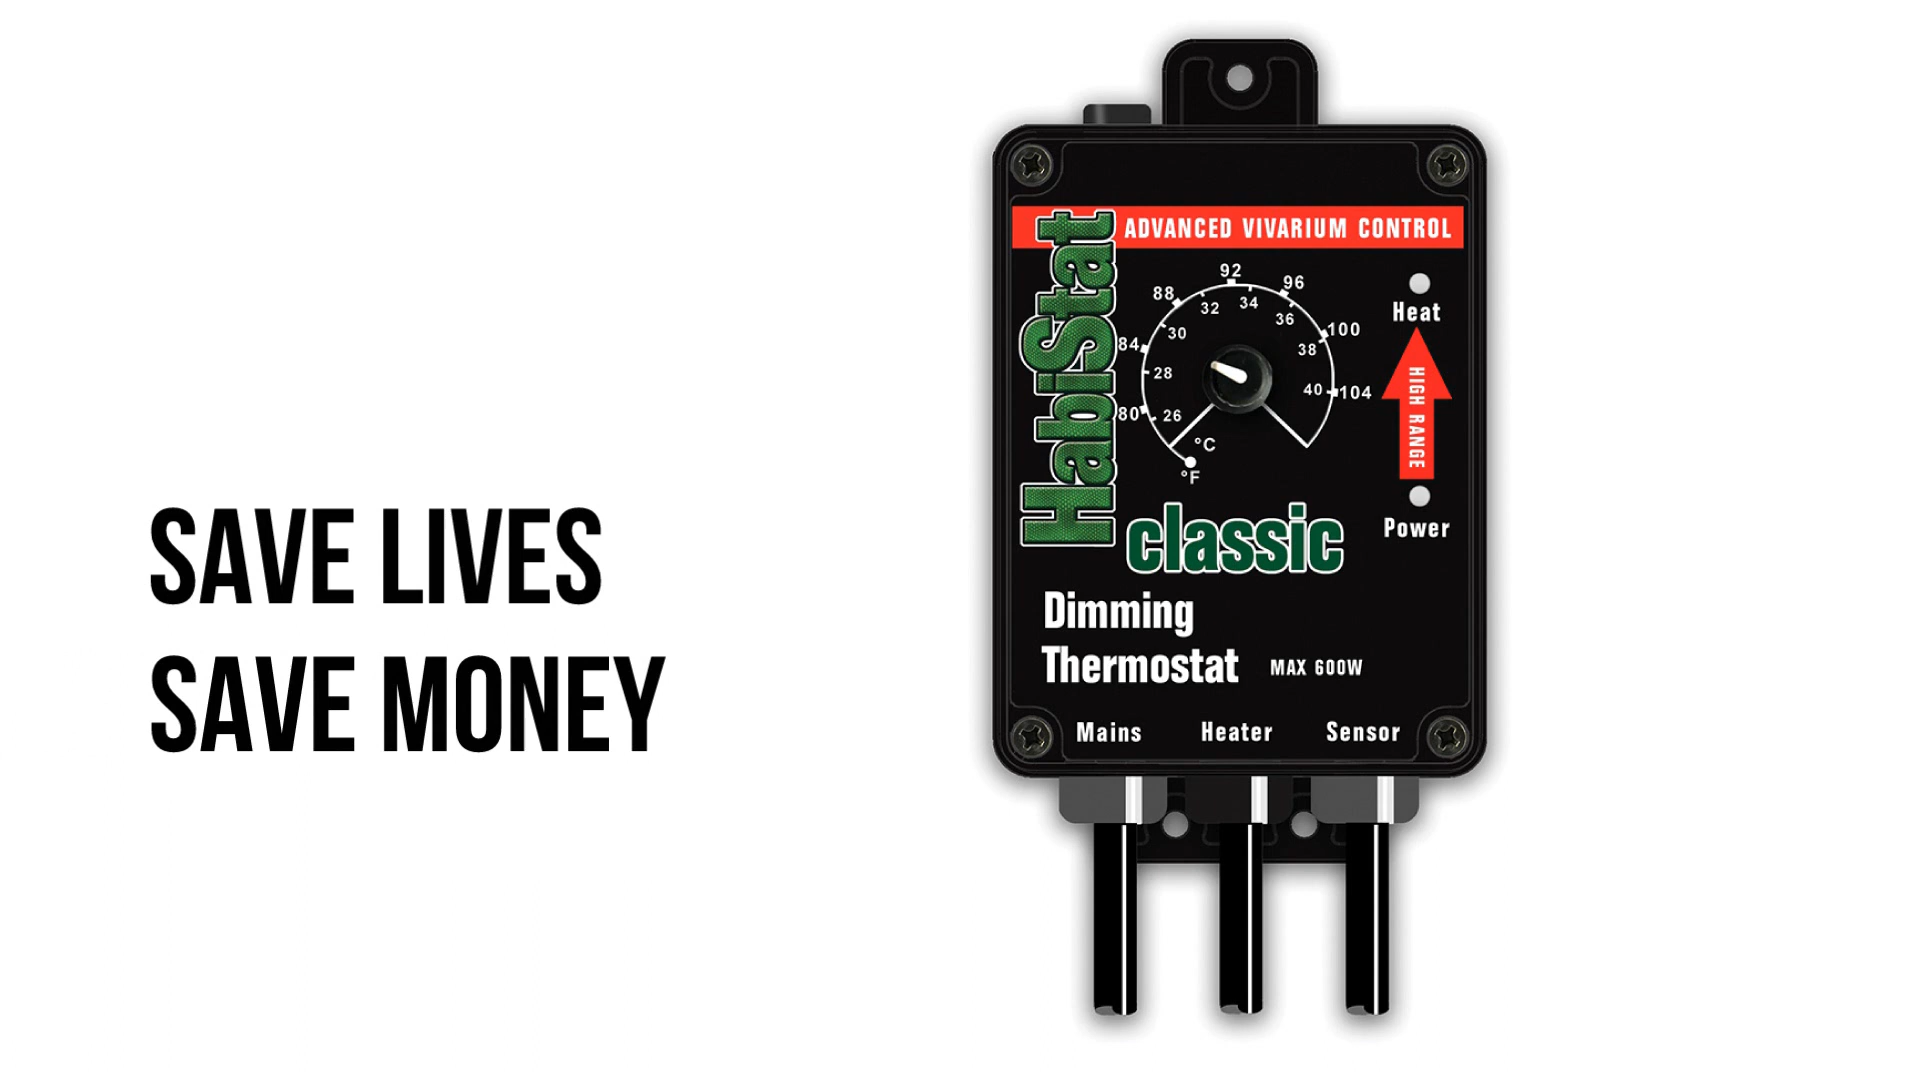 SAVE LIVES
SAVE MONEY
HabiStat
ADVANCED VIVARIUM CONTROL
80 84 88 92 96 100 104
26 28 30 32 34 36 38 40
°C
°F
Heat
HIGH RANGE
Power
classic
Dimming
Thermostat MAX 600W
Mains Heater Sensor